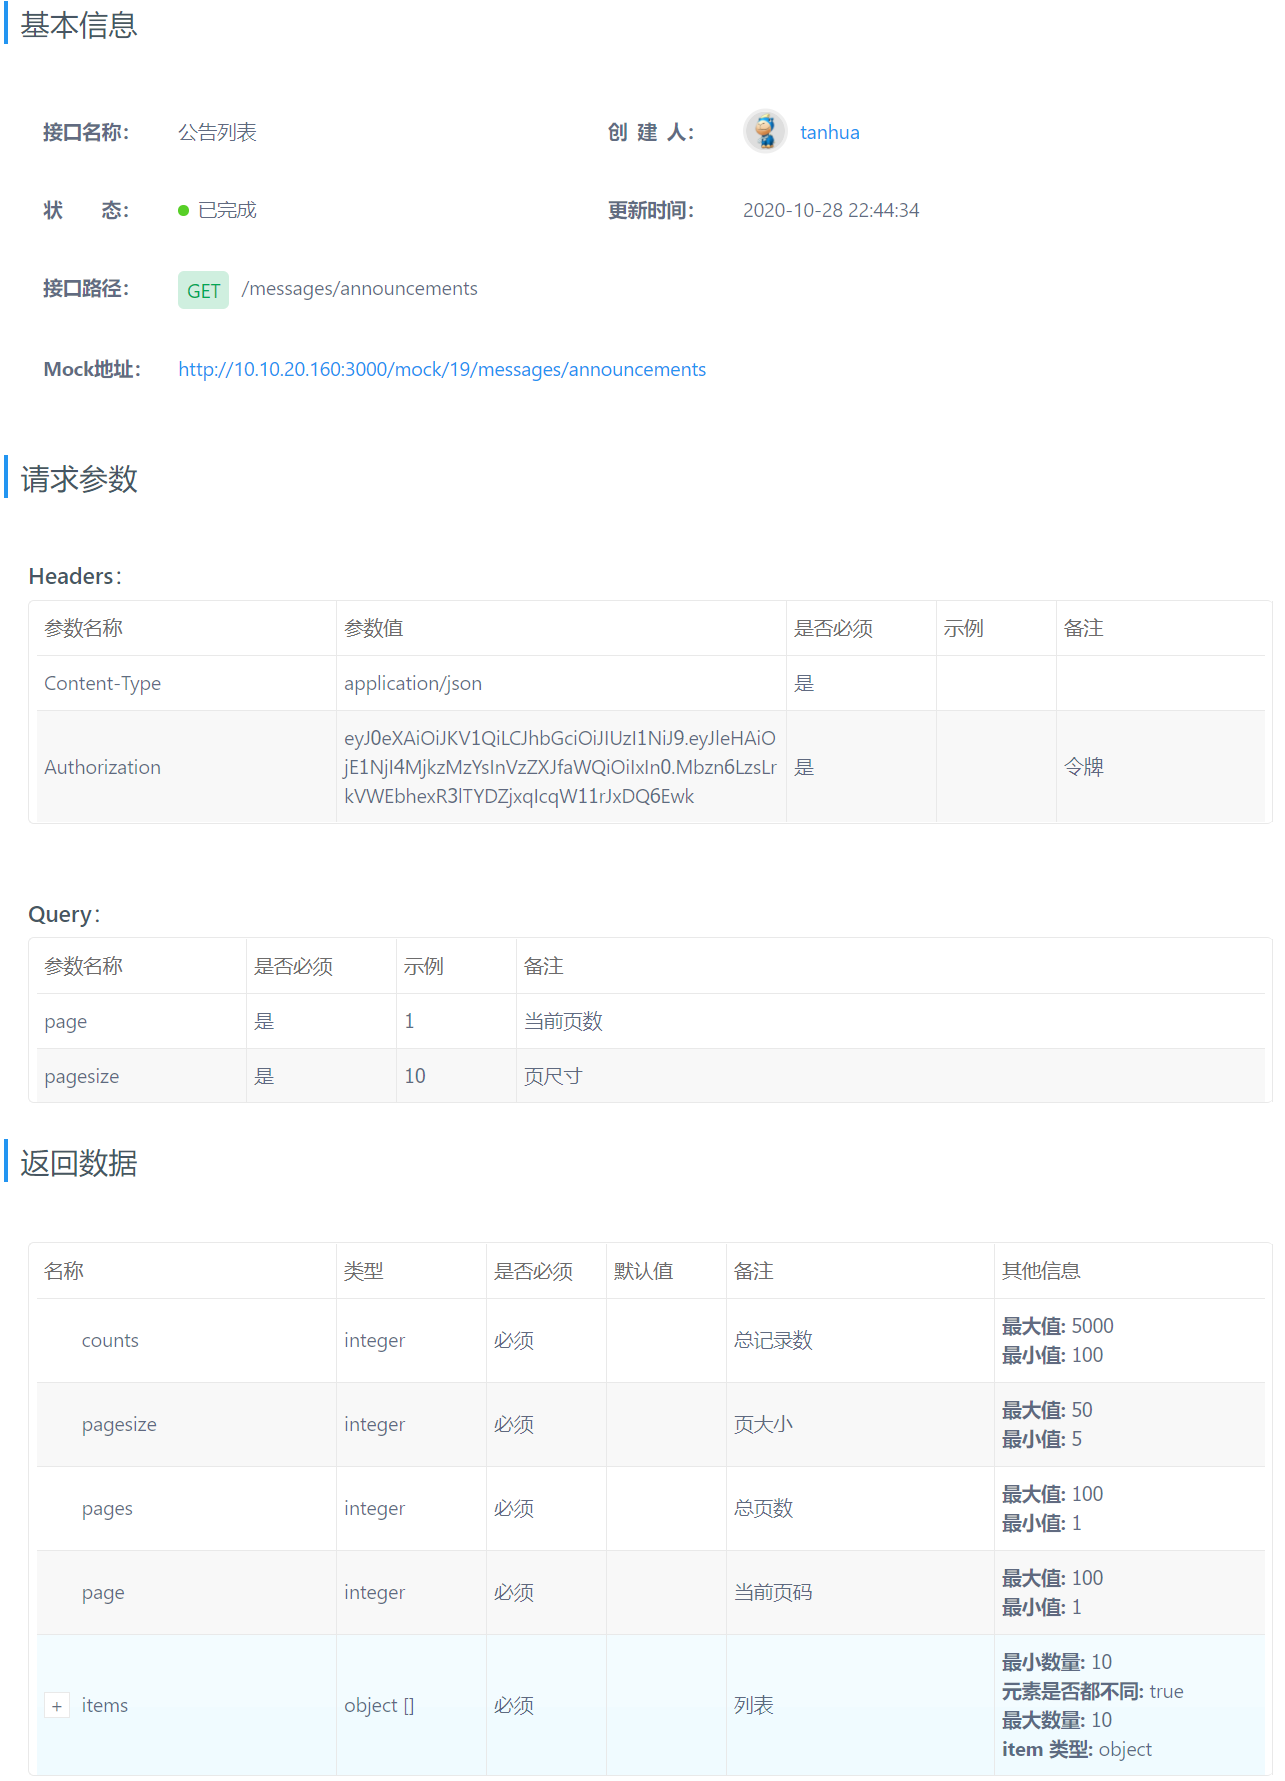 基本信息
接口名称： 公告列表 创 建 人： tanhua
状 态： 已完成 更新时间： 2020-10-28 22:44:34
接口路径： GET /messages/announcements
Mock地址： http://10.10.20.160:3000/mock/19/messages/announcements
请求参数
Headers：
参数名称 参数值 是否必须 示例 备注
Content-Type application/json 是
eyJ0eXAiOiJKV1QiLCJhbGciOiJIUzI1NiJ9.eyJleHAiO
Authorization jE1NjI4MjkzMzYsInVzZXJfaWQiOiIxIn0.Mbzn6LzsLr 是 令牌
kVWEbhexR3lTYDZjxqIcqW11rJxDQ6Ewk
Query：
参数名称 是否必须 示例 备注
page 是 1 当前页数
pagesize 是 10 页尺寸
返回数据
名称 类型 是否必须 默认值 备注 其他信息
counts integer 必须 总记录数 最大值: 5000
最小值: 100
pagesize integer 必须 页大小 最大值: 50
最小值: 5
pages integer 必须 总页数 最大值: 100
最小值: 1
page integer 必须 当前页码 最大值: 100
最小值: 1
+ items object [] 必须 列表 最小数量: 10
元素是否都不同: true
最大数量: 10
item 类型: object